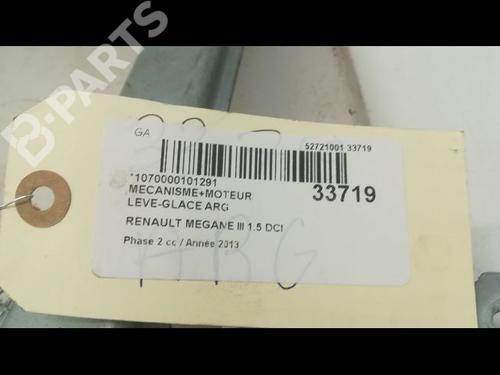 B-PARTS
GA
52721001 33719
*1070000101291
33719
MECANISME+MOTEUR
LEVE-GLACE ARG
RENAULT MEGANE III 1.5 DCI
Phase 2 cc / Année 2013
ARG